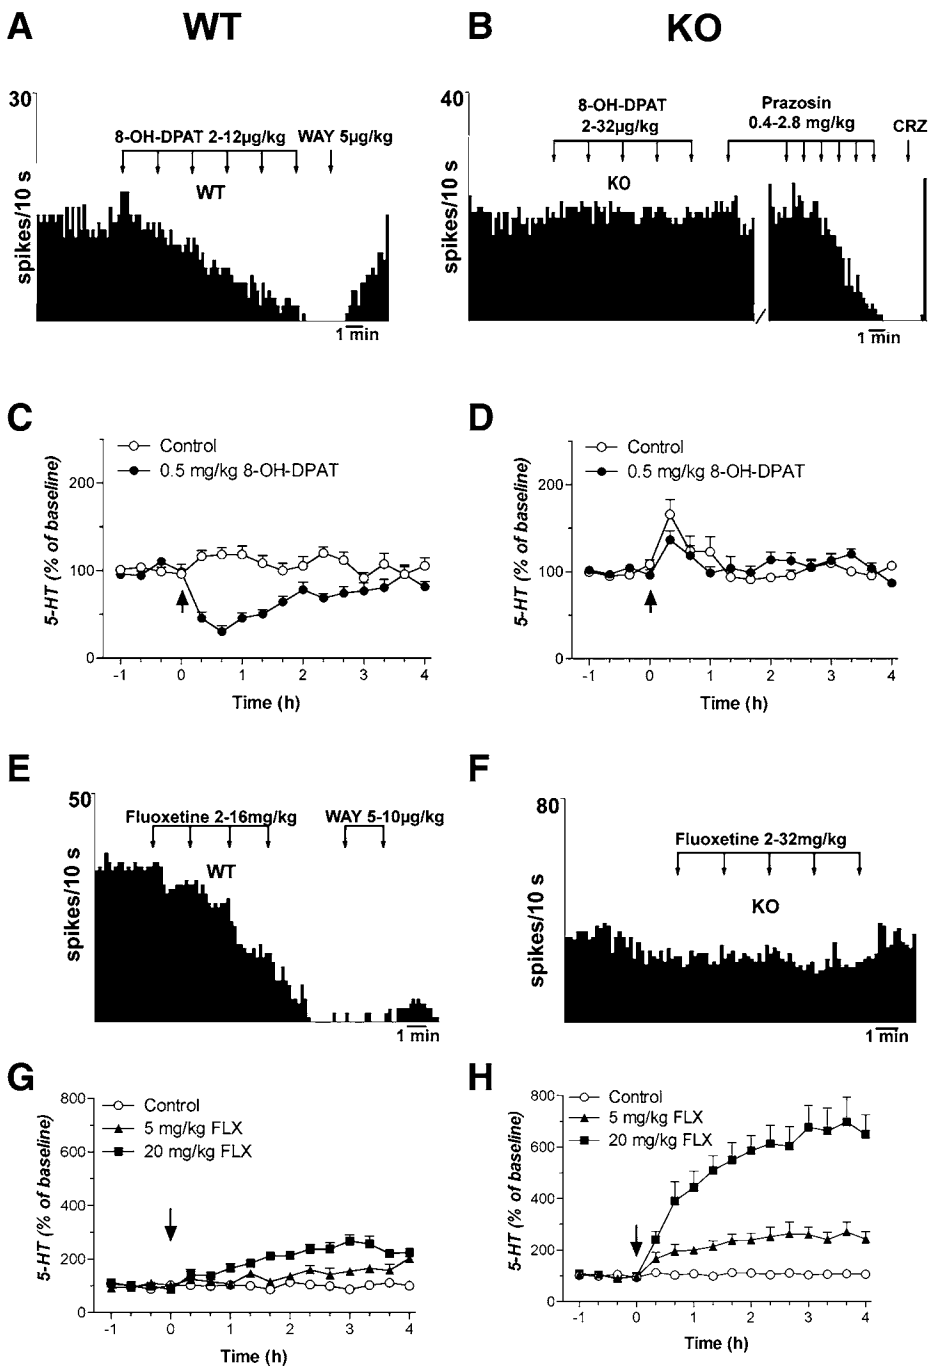 A WT B KO
30
8-OH-DPAT 2-12µg/kg WAY 5µg/kg
WT
spikes/10 s
1 min
40
8-OH-DPAT
2-32µg/kg
Prazosin
0.4-2.8 mg/kg
CRZ
KO
spikes/10 s
1 min
C
Control
0.5 mg/kg 8-OH-DPAT
5-HT (% of baseline)
200
100
0
-1 0 1 2 3 4
Time (h)
D
Control
0.5 mg/kg 8-OH-DPAT
5-HT (% of baseline)
200
100
0
-1 0 1 2 3 4
Time (h)
E
50
Fluoxetine 2-16mg/kg WAY 5-10µg/kg
WT
spikes/10 s
1 min
F
80
Fluoxetine 2-32mg/kg
KO
spikes/10 s
1 min
G
Control
5 mg/kg FLX
20 mg/kg FLX
5-HT (% of baseline)
800
600
400
200
0
-1 0 1 2 3 4
Time (h)
H
Control
5 mg/kg FLX
20 mg/kg FLX
5-HT (% of baseline)
800
600
400
200
0
-1 0 1 2 3 4
Time (h)